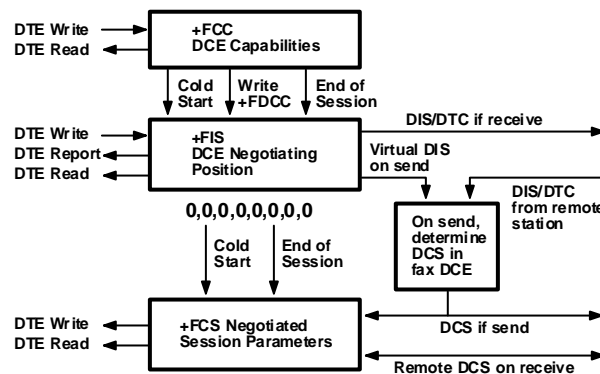 DTE Write
DTE Read
+FCC
DCE Capabilities
Cold
Start
Write
+FDCC
End of
Session
DTE Write
DTE Report
DTE Read
+FIS
DCE Negotiating
Position
DIS/DTC if receive
Virtual DIS
on send
DIS/DTC
from remote
station
0,0,0,0,0,0,0,0
On send,
determine
DCS in
fax DCE
Cold
Start
End of
Session
DTE Write
DTE Read
+FCS Negotiated
Session Parameters
DCS if send
Remote DCS on receive